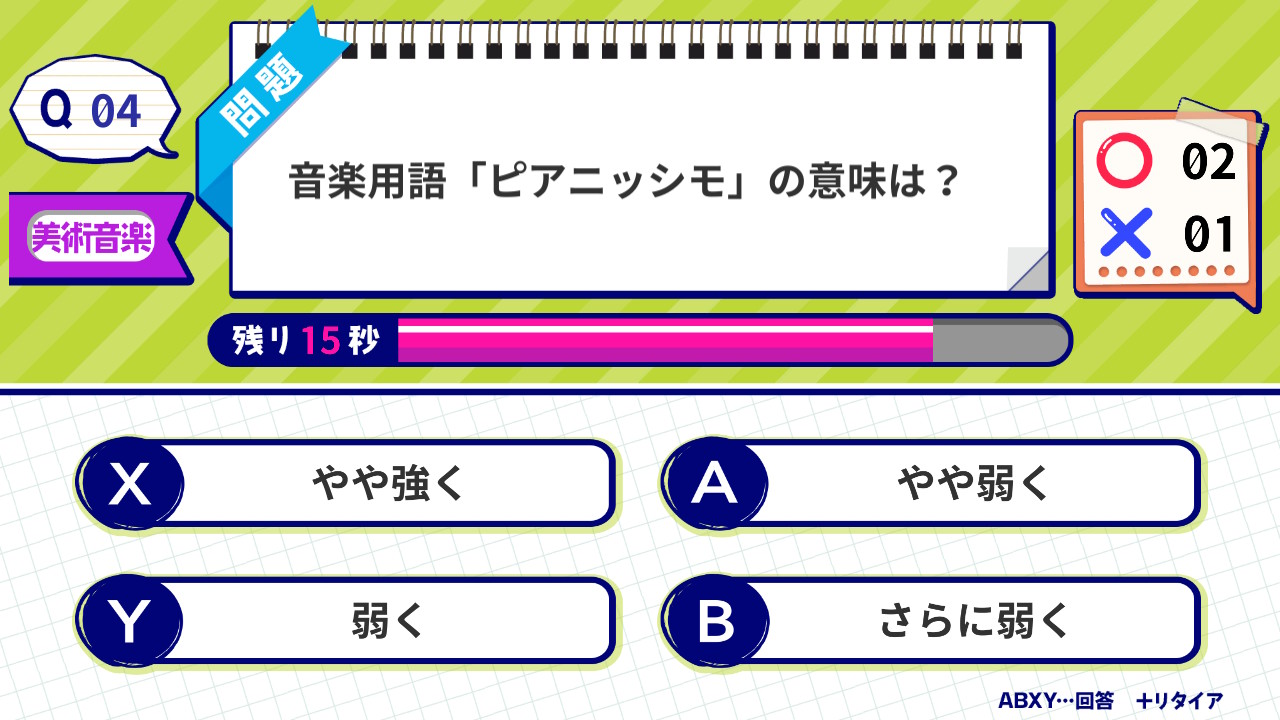 Q 04
問題
美術音楽
音楽用語「ピアニッシモ」の意味は？
02
01
残り15秒
X やや強く
A やや弱く
Y 弱く
B さらに弱く
ABXY…回答 ＋リタイア